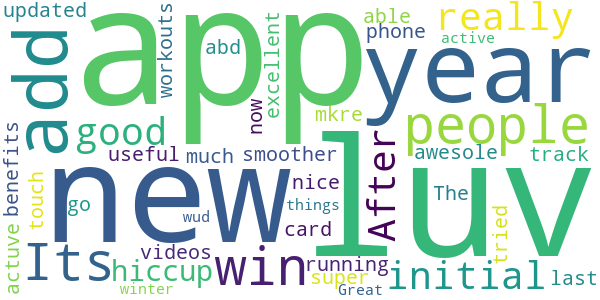 updated
app
workouts
abd
excellent
able
phone
really
active
add
year
good
now
mkre
people
benefits
useful
much
smoother
After
awesole
track
new
luv
nice
touch
go
wud
things
card
The
tried
actuve
Its
hiccup
videos
win
running
super
initial
last
winter
Great